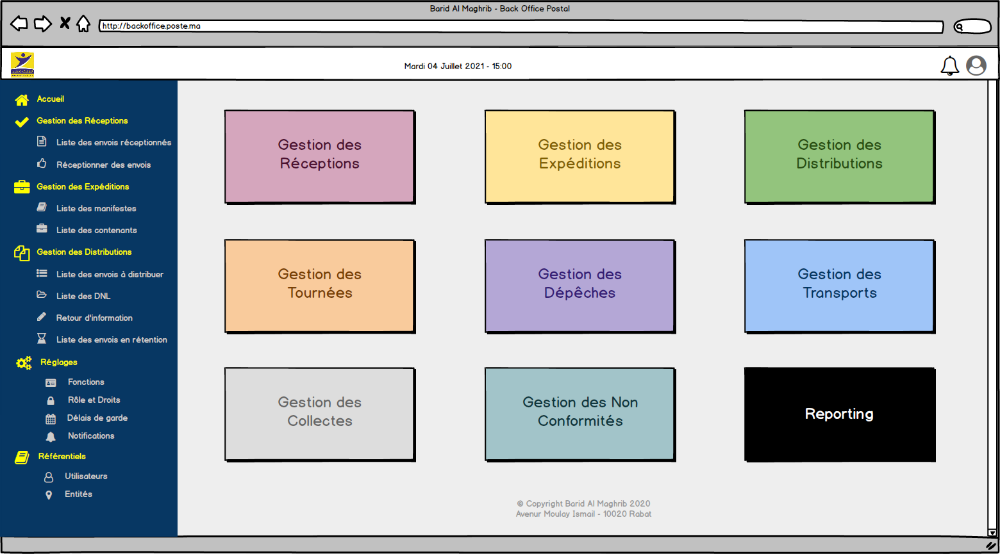 Barid Al Maghrib - Back Office Postal
http://backoffice.poste.ma
Mardi 04 Juillet 2021 - 15:00
Accueil
Gestion des Réceptions
Liste des envois réceptionnés
Réceptionner des envois
Gestion des Expéditions
Liste des manifestes
Liste des contenants
Gestion des Distributions
Liste des envois à distribuer
Liste des DNL
Retour d'information
Liste des envois en rétention
Réglages
Fonctions
Rôle et Droits
Délais de garde
Notifications
Référentiels
Utilisateurs
Entités
Gestion des
Réceptions
Gestion des
Expéditions
Gestion des
Distributions
Gestion des
Tournées
Gestion des
Dépêches
Gestion des
Transports
Gestion des
Collectes
Gestion des Non
Conformités
Reporting
© Copyright Barid Al Maghrib 2020
Avenur Moulay Ismail - 10020 Rabat